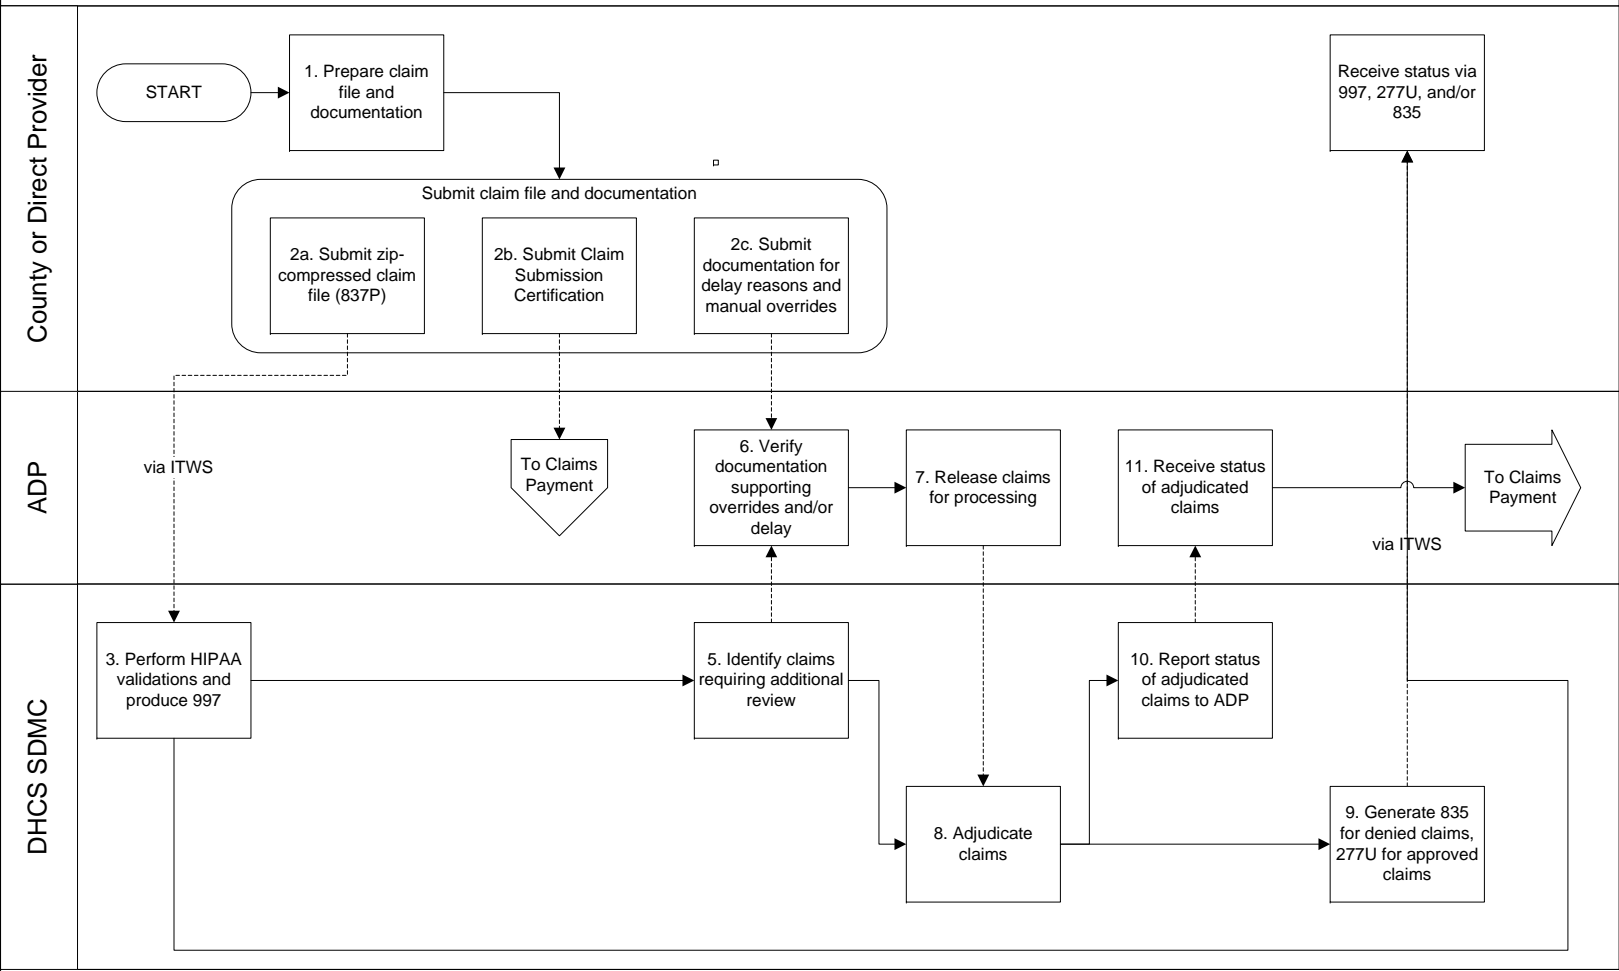 County or Direct Provider
START
1. Prepare claim
file and
documentation
Receive status via
997, 277U, and/or
835
Submit claim file and documentation
2a. Submit zip-
compressed claim
file (837P)
2b. Submit Claim
Submission
Certification
2c. Submit
documentation for
delay reasons and
manual overrides
ADP
via ITWS
To Claims
Payment
6. Verify
documentation
supporting
overrides and/or
delay
7. Release claims
for processing
11. Receive status
of adjudicated
claims
To Claims
Payment
via ITWS
DHCS SDMC
3. Perform HIPAA
validations and
produce 997
5. Identify claims
requiring additional
review
10. Report status
of adjudicated
claims to ADP
8. Adjudicate
claims
9. Generate 835
for denied claims,
277U for approved
claims